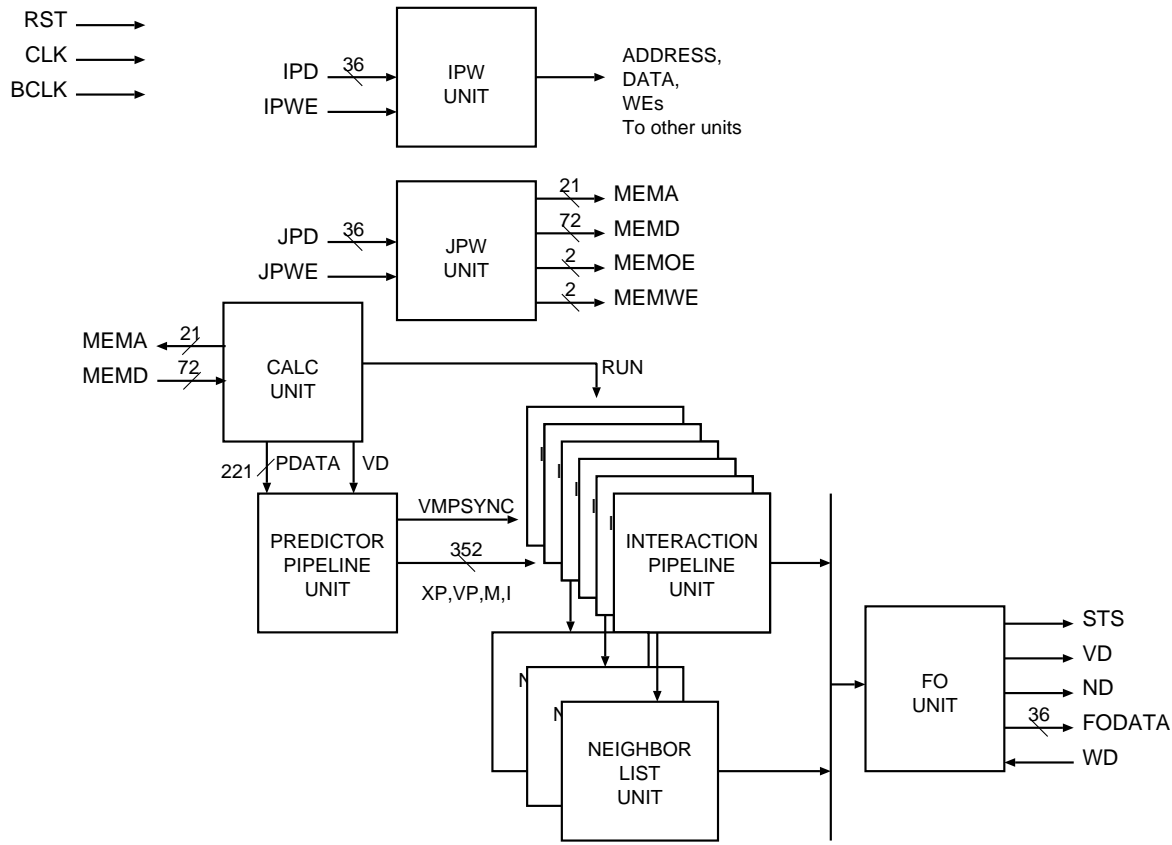 RST
CLK
BCLK
IPD
36
IPWE
IPW
UNIT
ADDRESS,
DATA,
WEs
To other units
JPD
36
JPWE
JPW
UNIT
21
MEMA
72
MEMD
2
MEMOE
2
MEMWE
MEMA
21
MEMD
72
CALC
UNIT
RUN
221
PDATA
VD
PREDICTOR
PIPELINE
UNIT
VMPSYNC
352
XP,VP,M,I
I
I
I
I
I
INTERACTION
PIPELINE
UNIT
N
N
NEIGHBOR
LIST
UNIT
FO
UNIT
STS
VD
ND
36
FODATA
WD